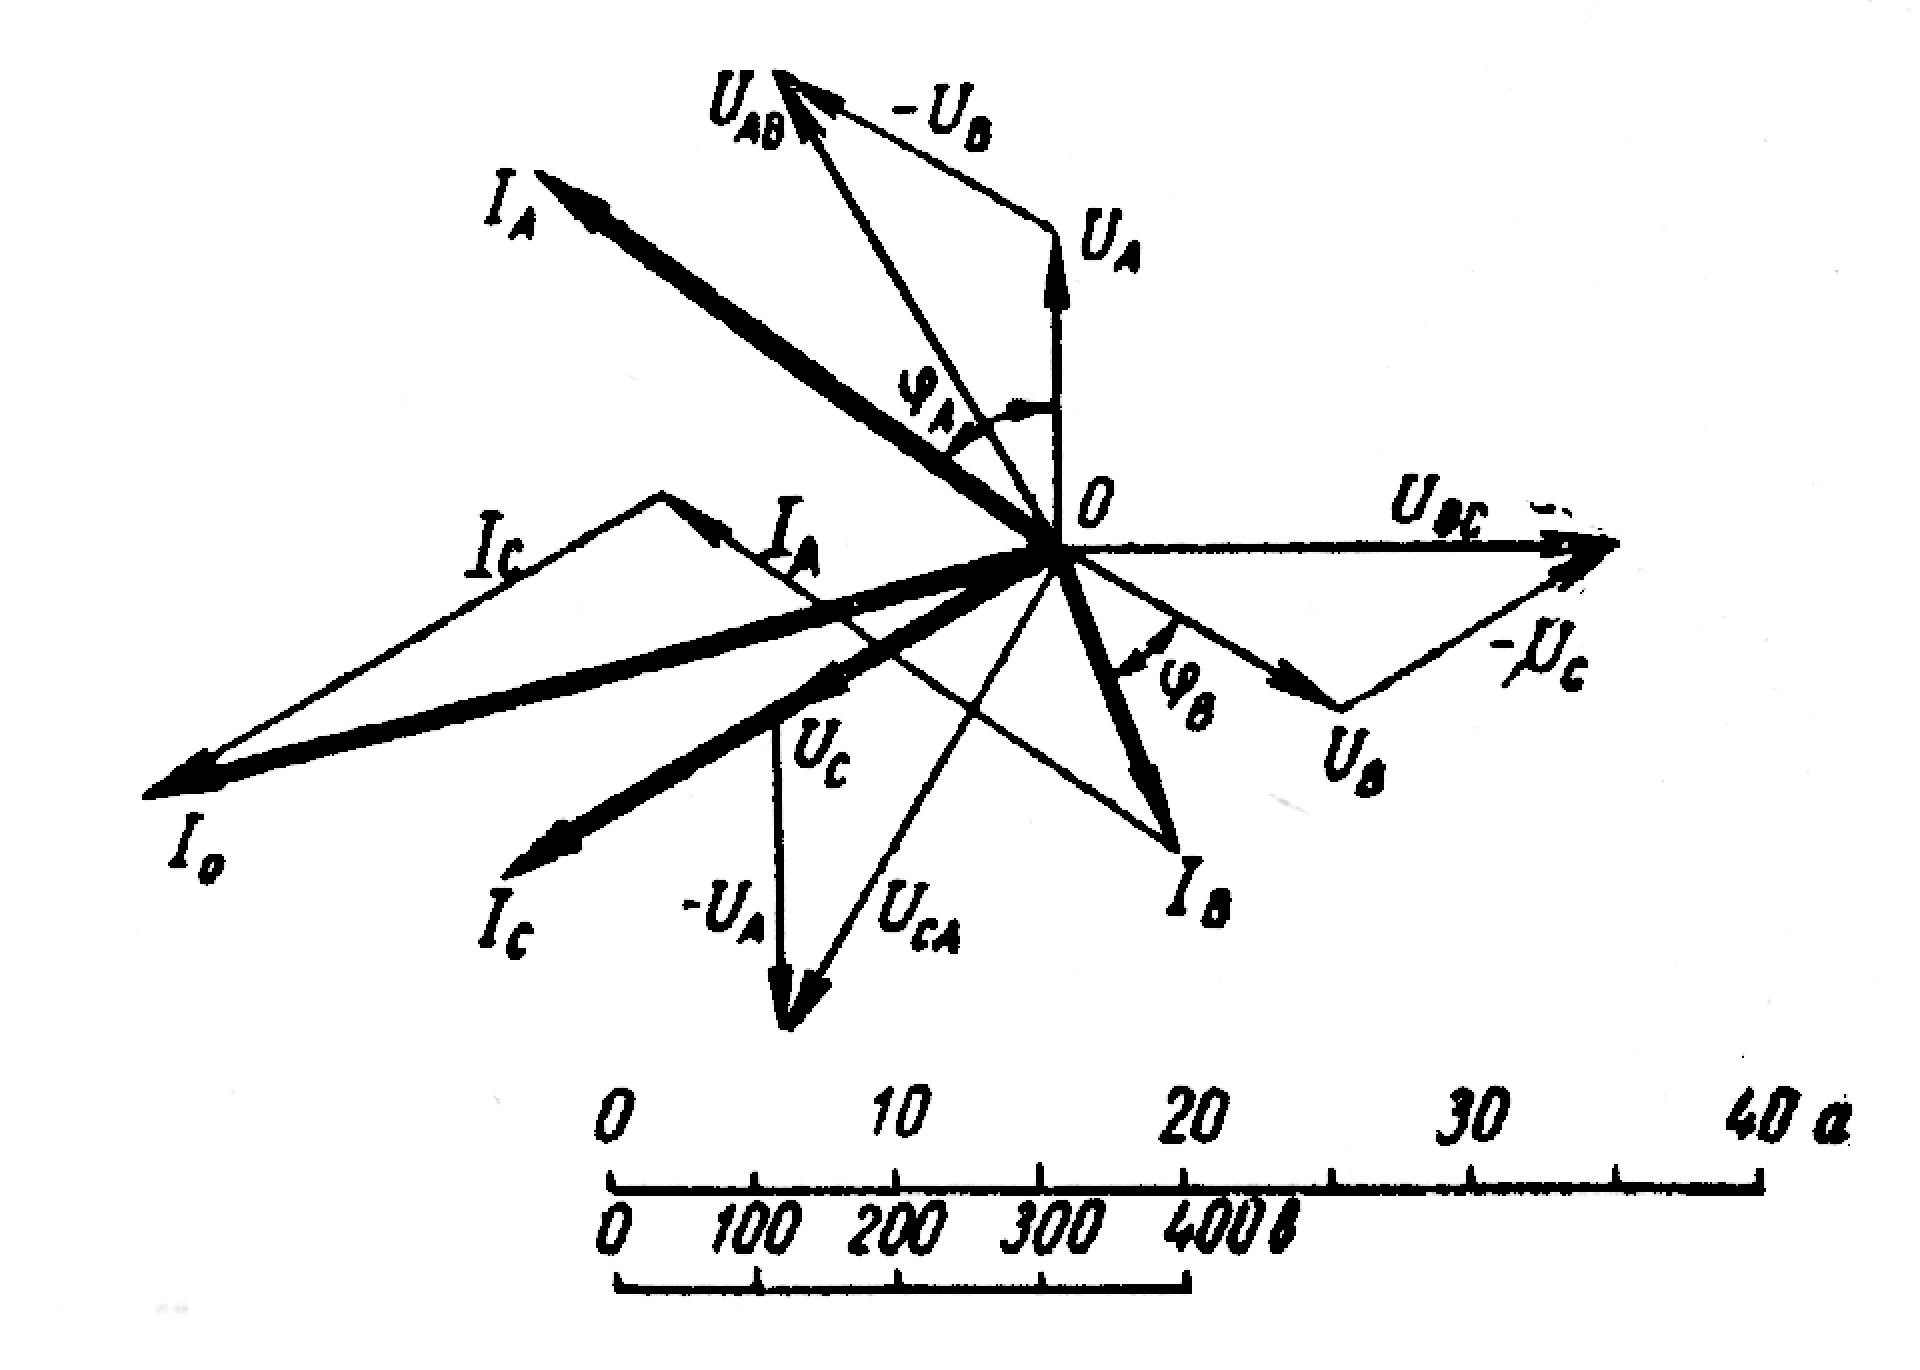 U_AB
-U_B
I_A
U_A
φ_A
O
U_BC
I_C
I_A
-U_C
φ_B
U_B
U_C
I_0
I_C
-U_A
U_CA
I_B
0 10 20 30 40 а
0 100 200 300 400в